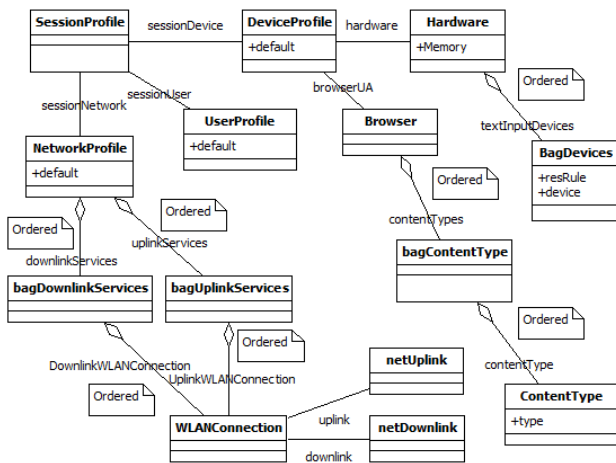 SessionProfile
sessionDevice
DeviceProfile
+default
hardware
Hardware
+Memory
Ordered
sessionNetwork
sessionUser
browserUA
textInputDevices
UserProfile
+default
Browser
BagDevices
+resRule
+device
NetworkProfile
+default
Ordered
Ordered
Ordered
contentTypes
uplinkServices
downlinkServices
bagContentType
bagDownlinkServices
bagUplinkServices
Ordered
Ordered
DownlinkWLANConnection
UplinkWLANConnection
netUplink
contentType
Ordered
ContentType
+type
WLANConnection
uplink
netDownlink
downlink